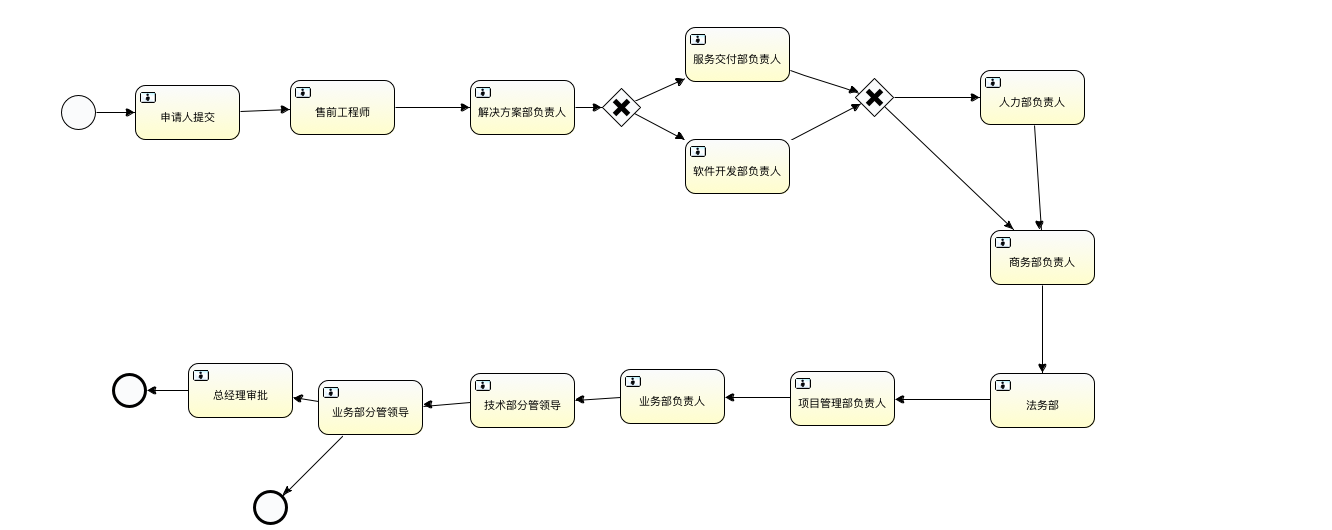 申请人提交
售前工程师
解决方案部负责人
服务交付部负责人
软件开发部负责人
人力部负责人
商务部负责人
法务部
项目管理部负责人
业务部负责人
技术部分管领导
业务部分管领导
总经理审批